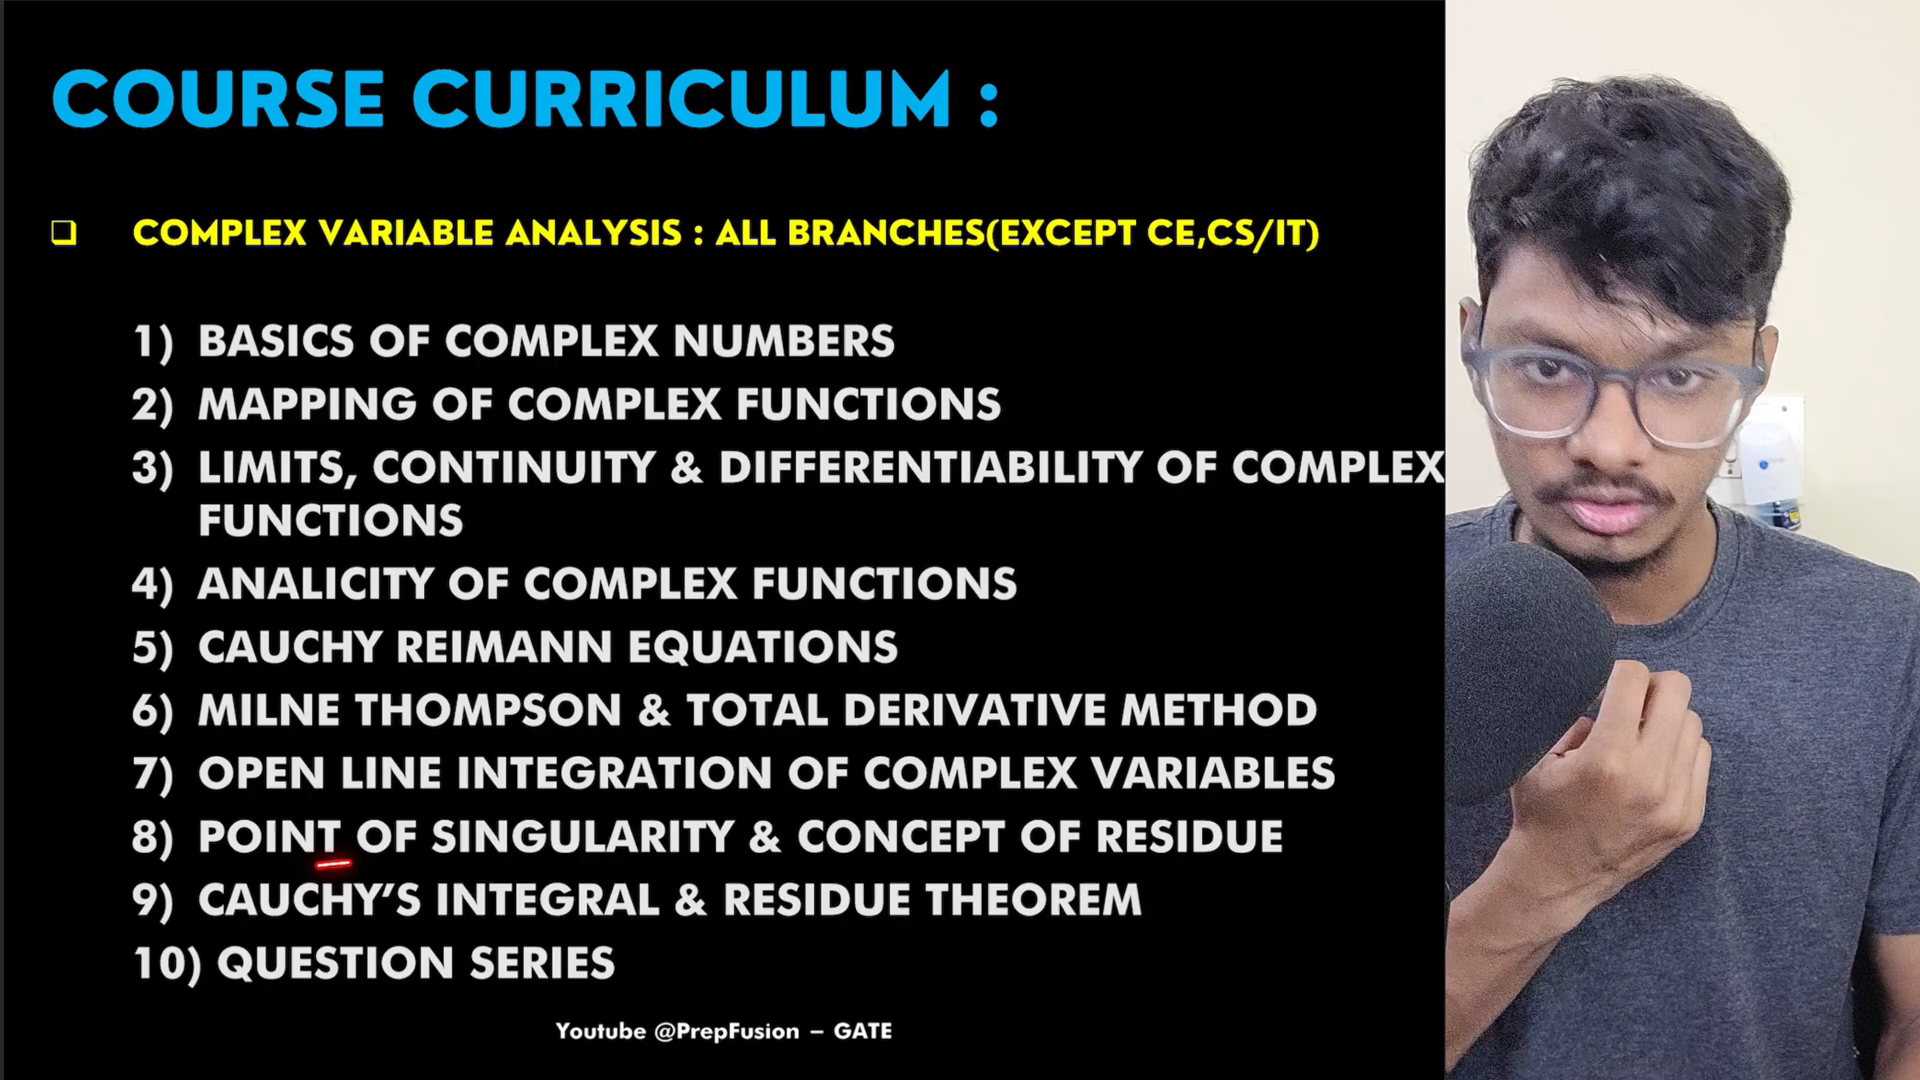 COURSE CURRICULUM :
❑ COMPLEX VARIABLE ANALYSIS : ALL BRANCHES(EXCEPT CE,CS/IT)
1) BASICS OF COMPLEX NUMBERS
2) MAPPING OF COMPLEX FUNCTIONS
3) LIMITS, CONTINUITY & DIFFERENTIABILITY OF COMPLEX
FUNCTIONS
4) ANALICITY OF COMPLEX FUNCTIONS
5) CAUCHY REIMANN EQUATIONS
6) MILNE THOMPSON & TOTAL DERIVATIVE METHOD
7) OPEN LINE INTEGRATION OF COMPLEX VARIABLES
8) POINT OF SINGULARITY & CONCEPT OF RESIDUE
9) CAUCHY’S INTEGRAL & RESIDUE THEOREM
10) QUESTION SERIES
Youtube @PrepFusion – GATE